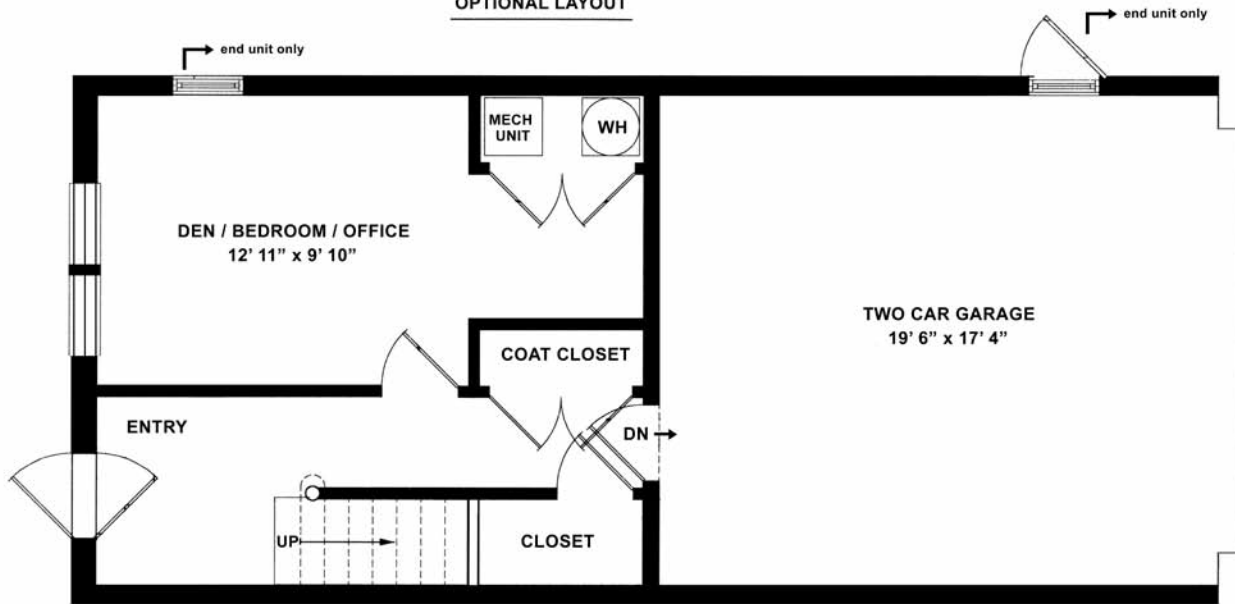 OPTIONAL LAYOUT
end unit only
end unit only
MECH
UNIT
WH
DEN / BEDROOM / OFFICE
12’ 11” x 9’ 10”
TWO CAR GARAGE
19’ 6” x 17’ 4”
COAT CLOSET
ENTRY
DN
UP
CLOSET